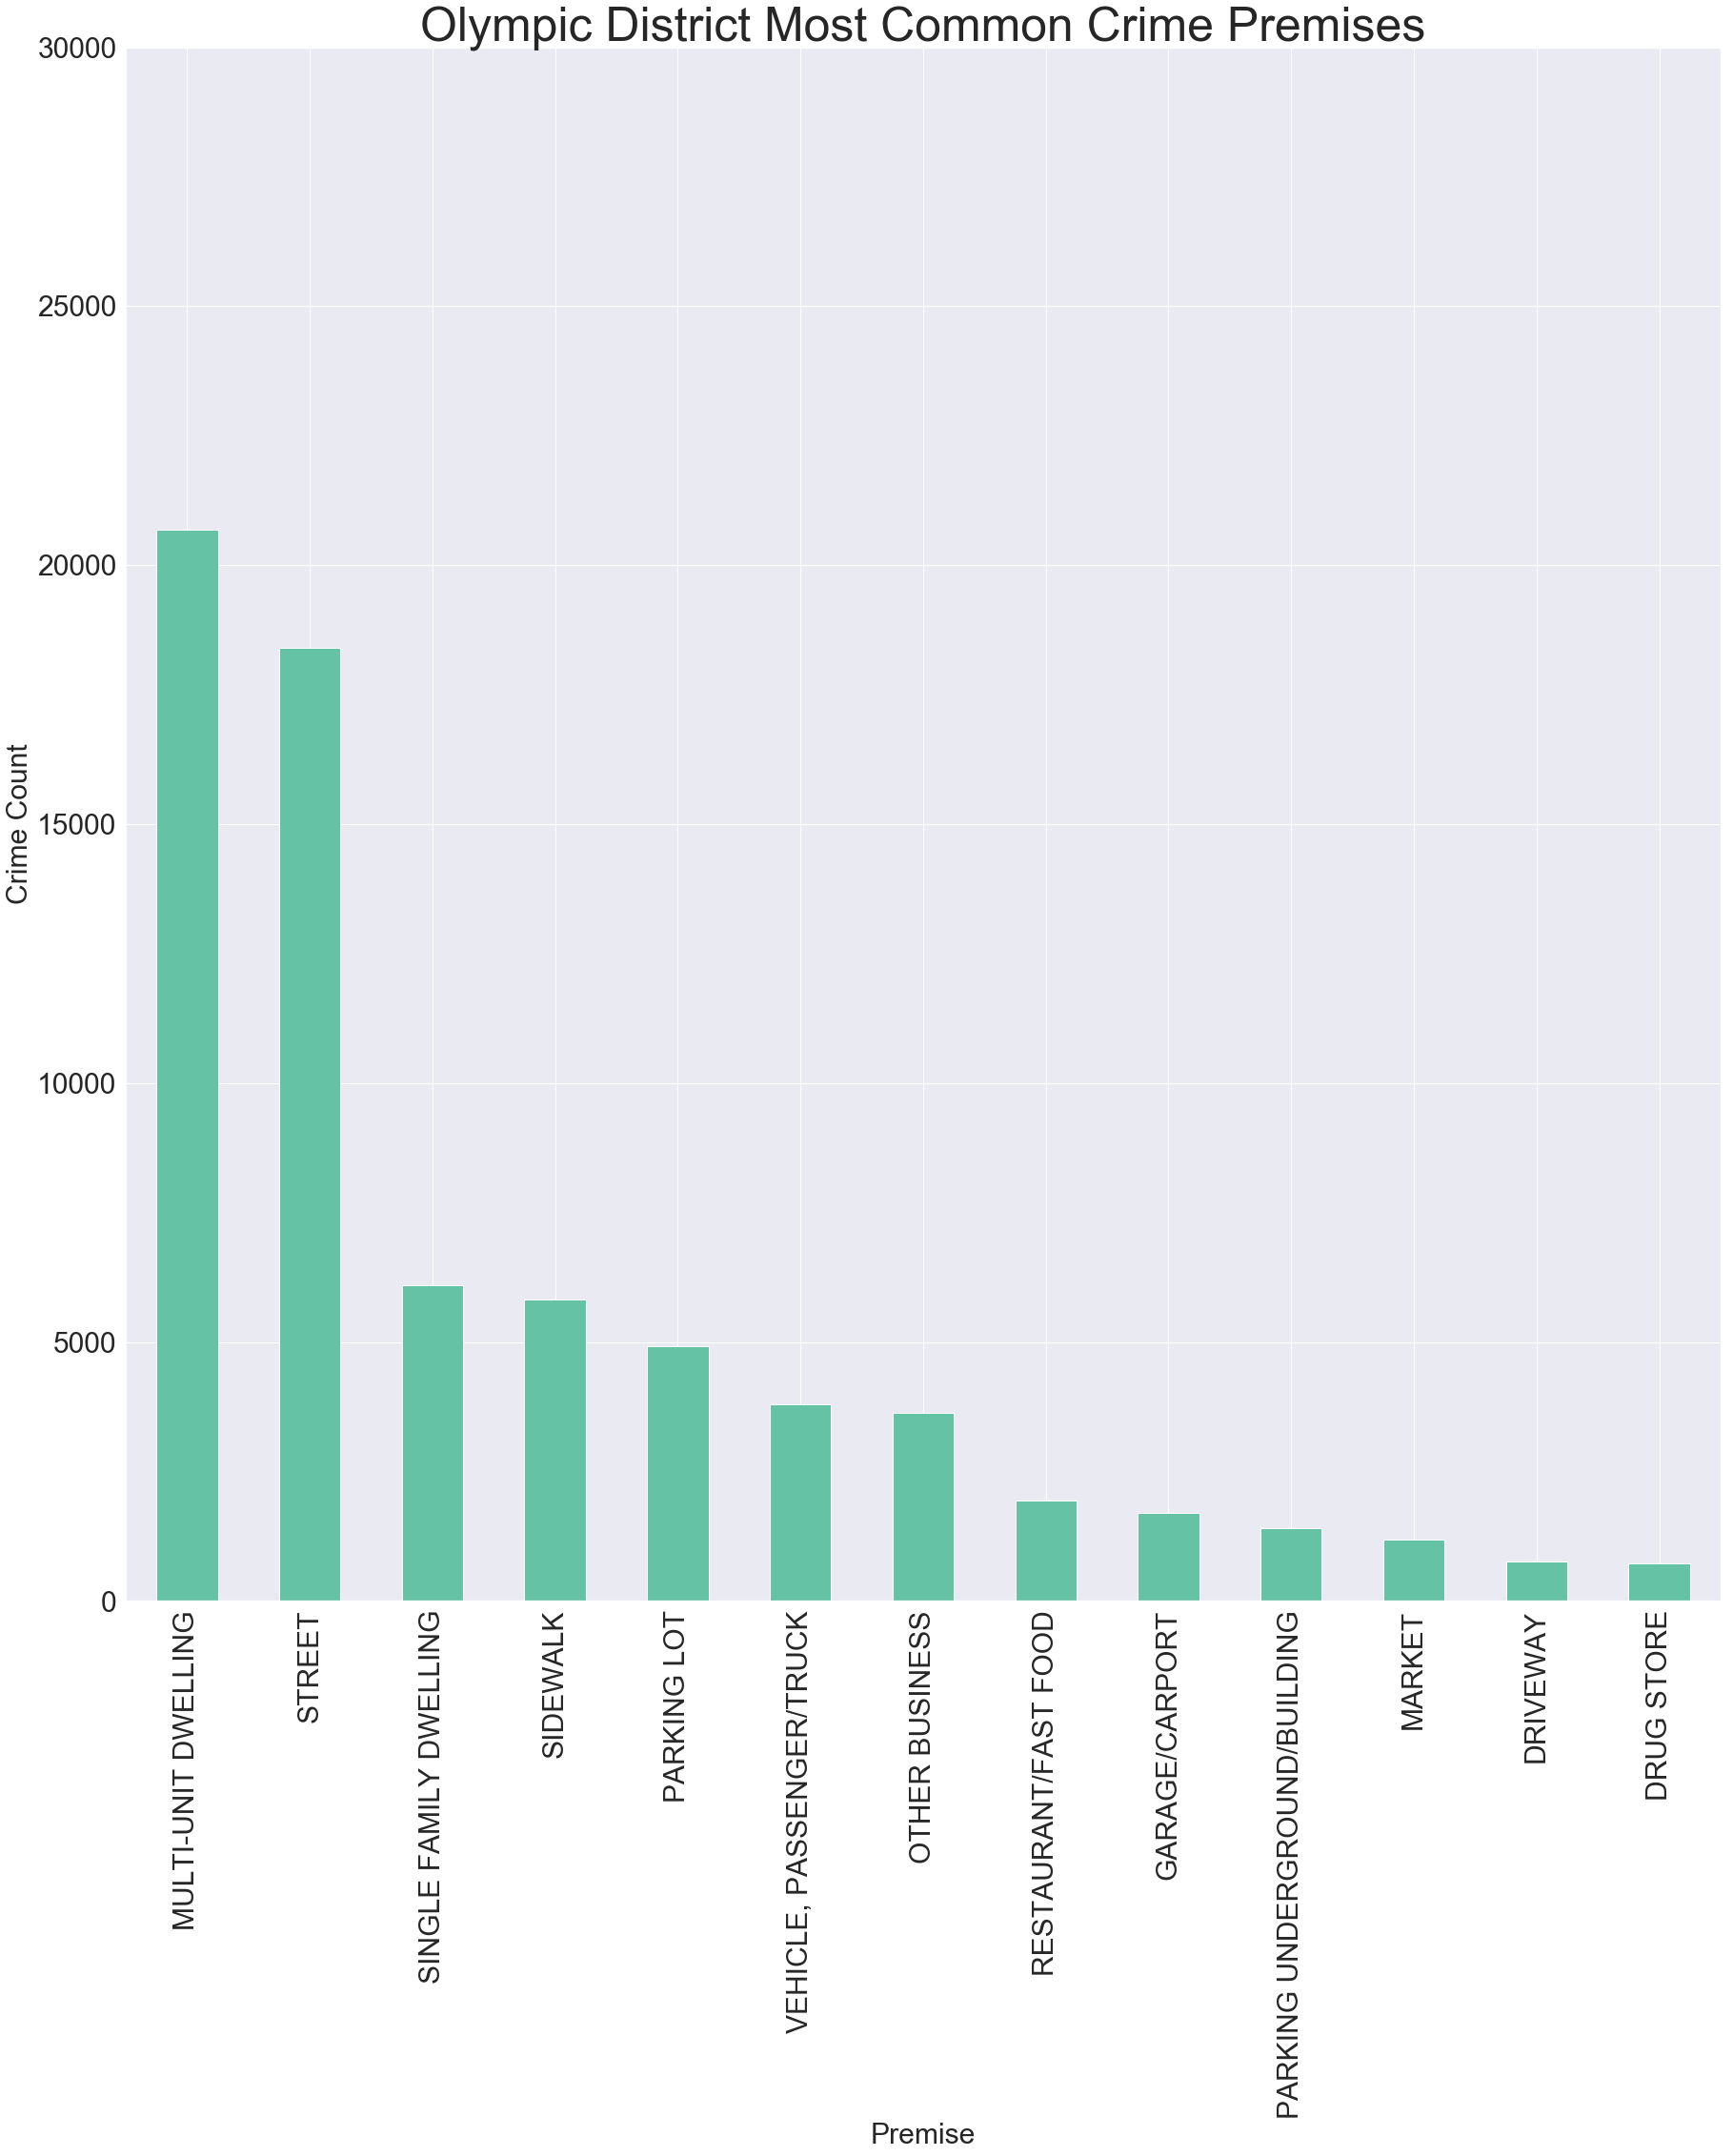 Olympic District Most Common Crime Premises
30000
25000
20000
15000
10000
5000
0
Crime Count
MULTI-UNIT DWELLING
STREET
SINGLE FAMILY DWELLING
SIDEWALK
PARKING LOT
VEHICLE, PASSENGER/TRUCK
OTHER BUSINESS
RESTAURANT/FAST FOOD
GARAGE/CARPORT
PARKING UNDERGROUND/BUILDING
MARKET
DRIVEWAY
DRUG STORE
Premise